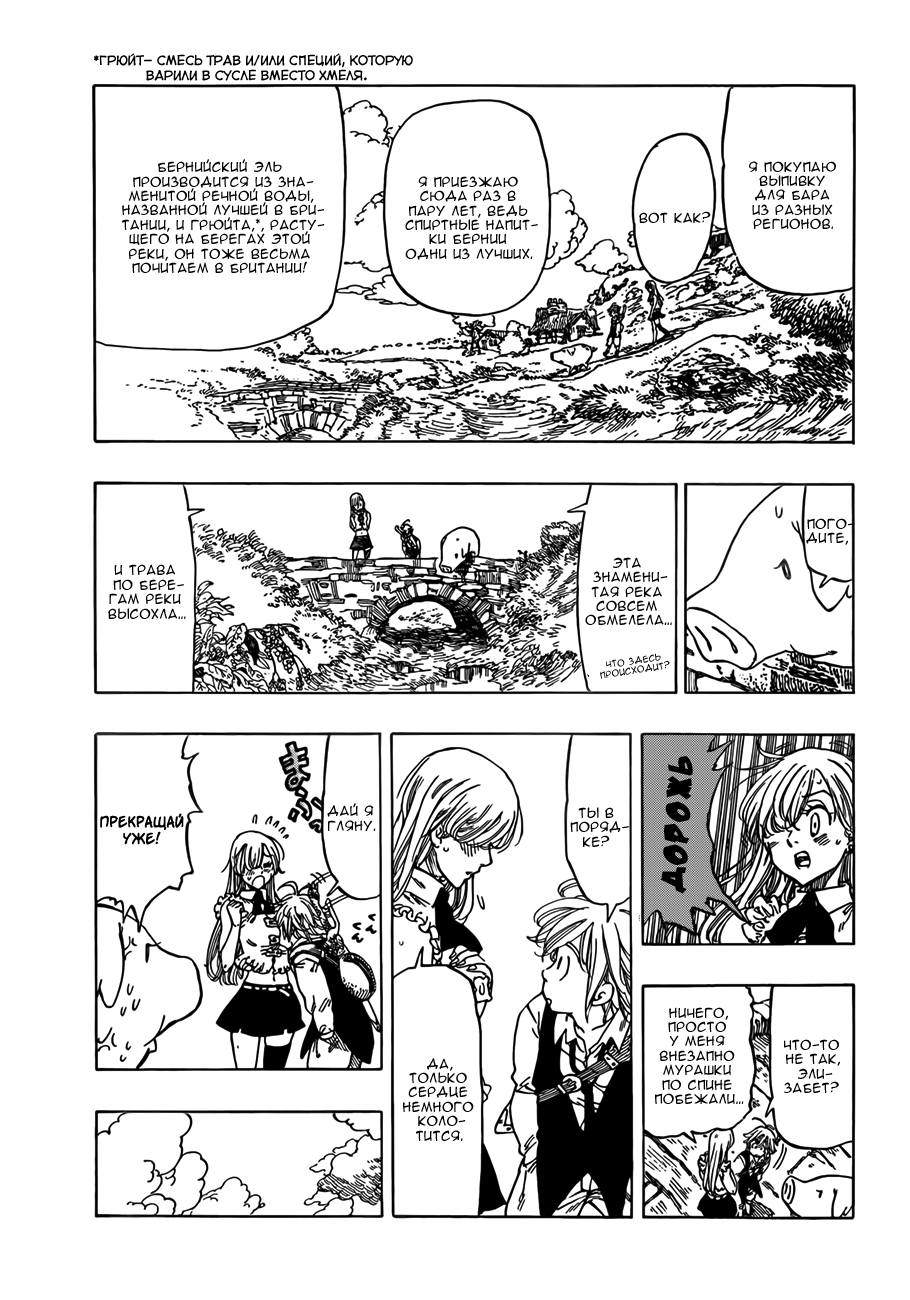 *ГРЮЙТ– СМЕСЬ ТРАВ И/ИЛИ СПЕЦИЙ, КОТОРУЮ
ВАРИЛИ В СУСЛЕ ВМЕСТО ХМЕЛЯ.
Я ПОКУПАЮ
ВЫПИВКУ
ДЛЯ БАРА
ИЗ РАЗНЫХ
РЕГИОНОВ.
ВОТ КАК?
Я ПРИЕЗЖАЮ
СЮДА РАЗ В
ПАРУ ЛЕТ, ВЕДЬ
СПИРТНЫЕ НАПИТ-
КИ БЕРНИИ
ОДНИ ИЗ ЛУЧШИХ.
БЕРНИЙСКИЙ ЭЛЬ
ПРОИЗВОДИТСЯ ИЗ ЗНА-
МЕНИТОЙ РЕЧНОЙ ВОДЫ,
НАЗВАННОЙ ЛУЧШЕЙ В БРИ-
ТАНИИ, И ГРЮЙТА,*, РАСТУ-
ЩЕГО НА БЕРЕГАХ ЭТОЙ
РЕКИ, ОН ТОЖЕ ВЕСЬМА
ПОЧИТАЕМ В БРИТАНИИ!
ПОГО-
ДИТЕ,
ЭТА
ЗНАМЕНИ-
ТАЯ РЕКА
СОВСЕМ
ОБМЕЛЕЛА...
ЧТО ЗДЕСЬ
ПРОИСХОДИТ?
И ТРАВА
ПО БЕРЕ-
ГАМ РЕКИ
ВЫСОХЛА...
ДОРОЖЬ
ЧТО-ТО
НЕ ТАК,
ЭЛИ-
ЗАБЕТ?
НИЧЕГО,
ПРОСТО
У МЕНЯ
ВНЕЗАПНО
МУРАШКИ
ПО СПИНЕ
ПОБЕЖАЛИ...
ТЫ В
ПОРЯД-
КЕ?
ДА,
ТОЛЬКО
СЕРДЦЕ
НЕМНОГО
КОЛО-
ТИТСЯ.
ДАЙ Я
ГЛЯНУ.
ПРЕКРАЩАЙ
УЖЕ!